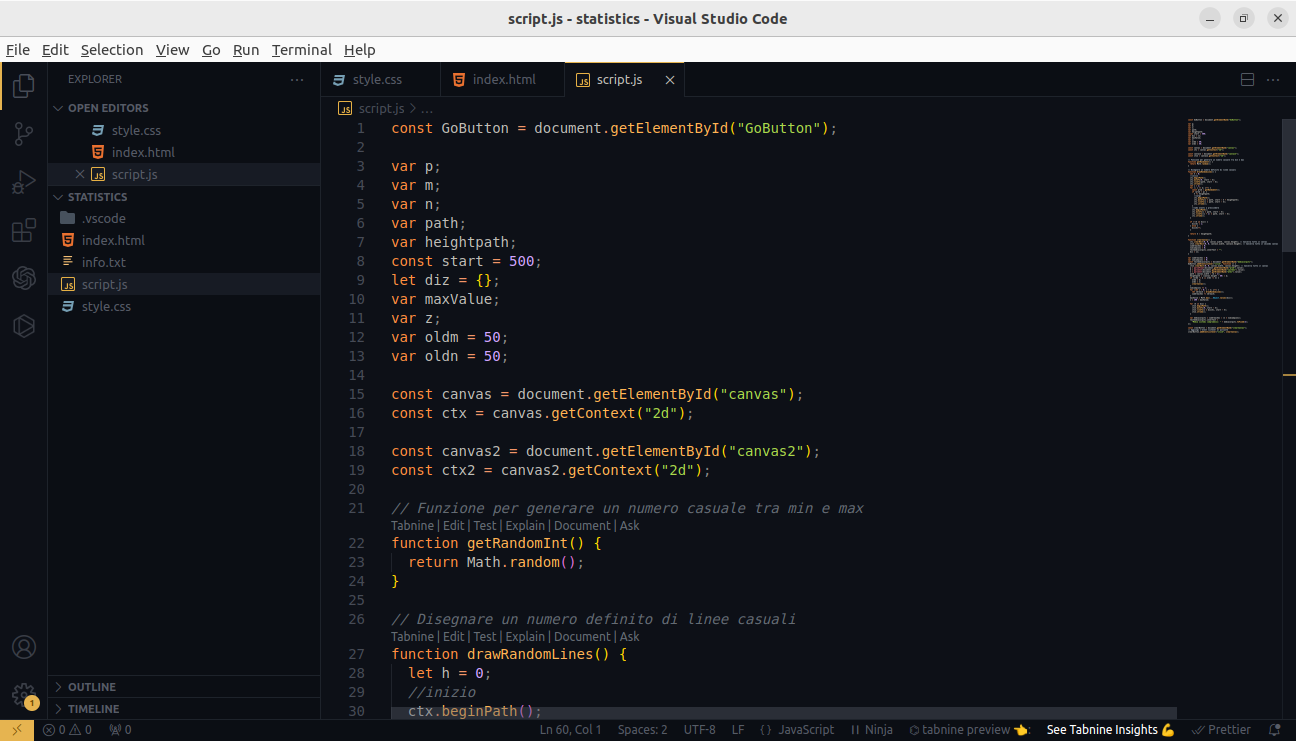 script.js - statistics - Visual Studio Code
File Edit Selection View Go Run Terminal Help
EXPLORER
OPEN EDITORS
style.css
index.html
script.js
STATISTICS
.vscode
index.html
info.txt
script.js
style.css
OUTLINE
TIMELINE
style.css index.html script.js
script.js > ...
1 const GoButton = document.getElementById("GoButton");
2
3 var p;
4 var m;
5 var n;
6 var path;
7 var heightpath;
8 const start = 500;
9 let diz = {};
10 var maxValue;
11 var z;
12 var oldm = 50;
13 var oldn = 50;
14
15 const canvas = document.getElementById("canvas");
16 const ctx = canvas.getContext("2d");
17
18 const canvas2 = document.getElementById("canvas2");
19 const ctx2 = canvas2.getContext("2d");
20
21 // Funzione per generare un numero casuale tra min e max
Tabnine | Edit | Test | Explain | Document | Ask
22 function getRandomInt() {
23 return Math.random();
24 }
25
26 // Disegnare un numero definito di linee casuali
Tabnine | Edit | Test | Explain | Document | Ask
27 function drawRandomLines() {
28 let h = 0;
29 //inizio
30 ctx.beginPath();
1
0 0 0 Ln 60, Col 1 Spaces: 2 UTF-8 LF {} JavaScript Ninja tabnine preview 👈: See Tabnine Insights 💪 Prettier